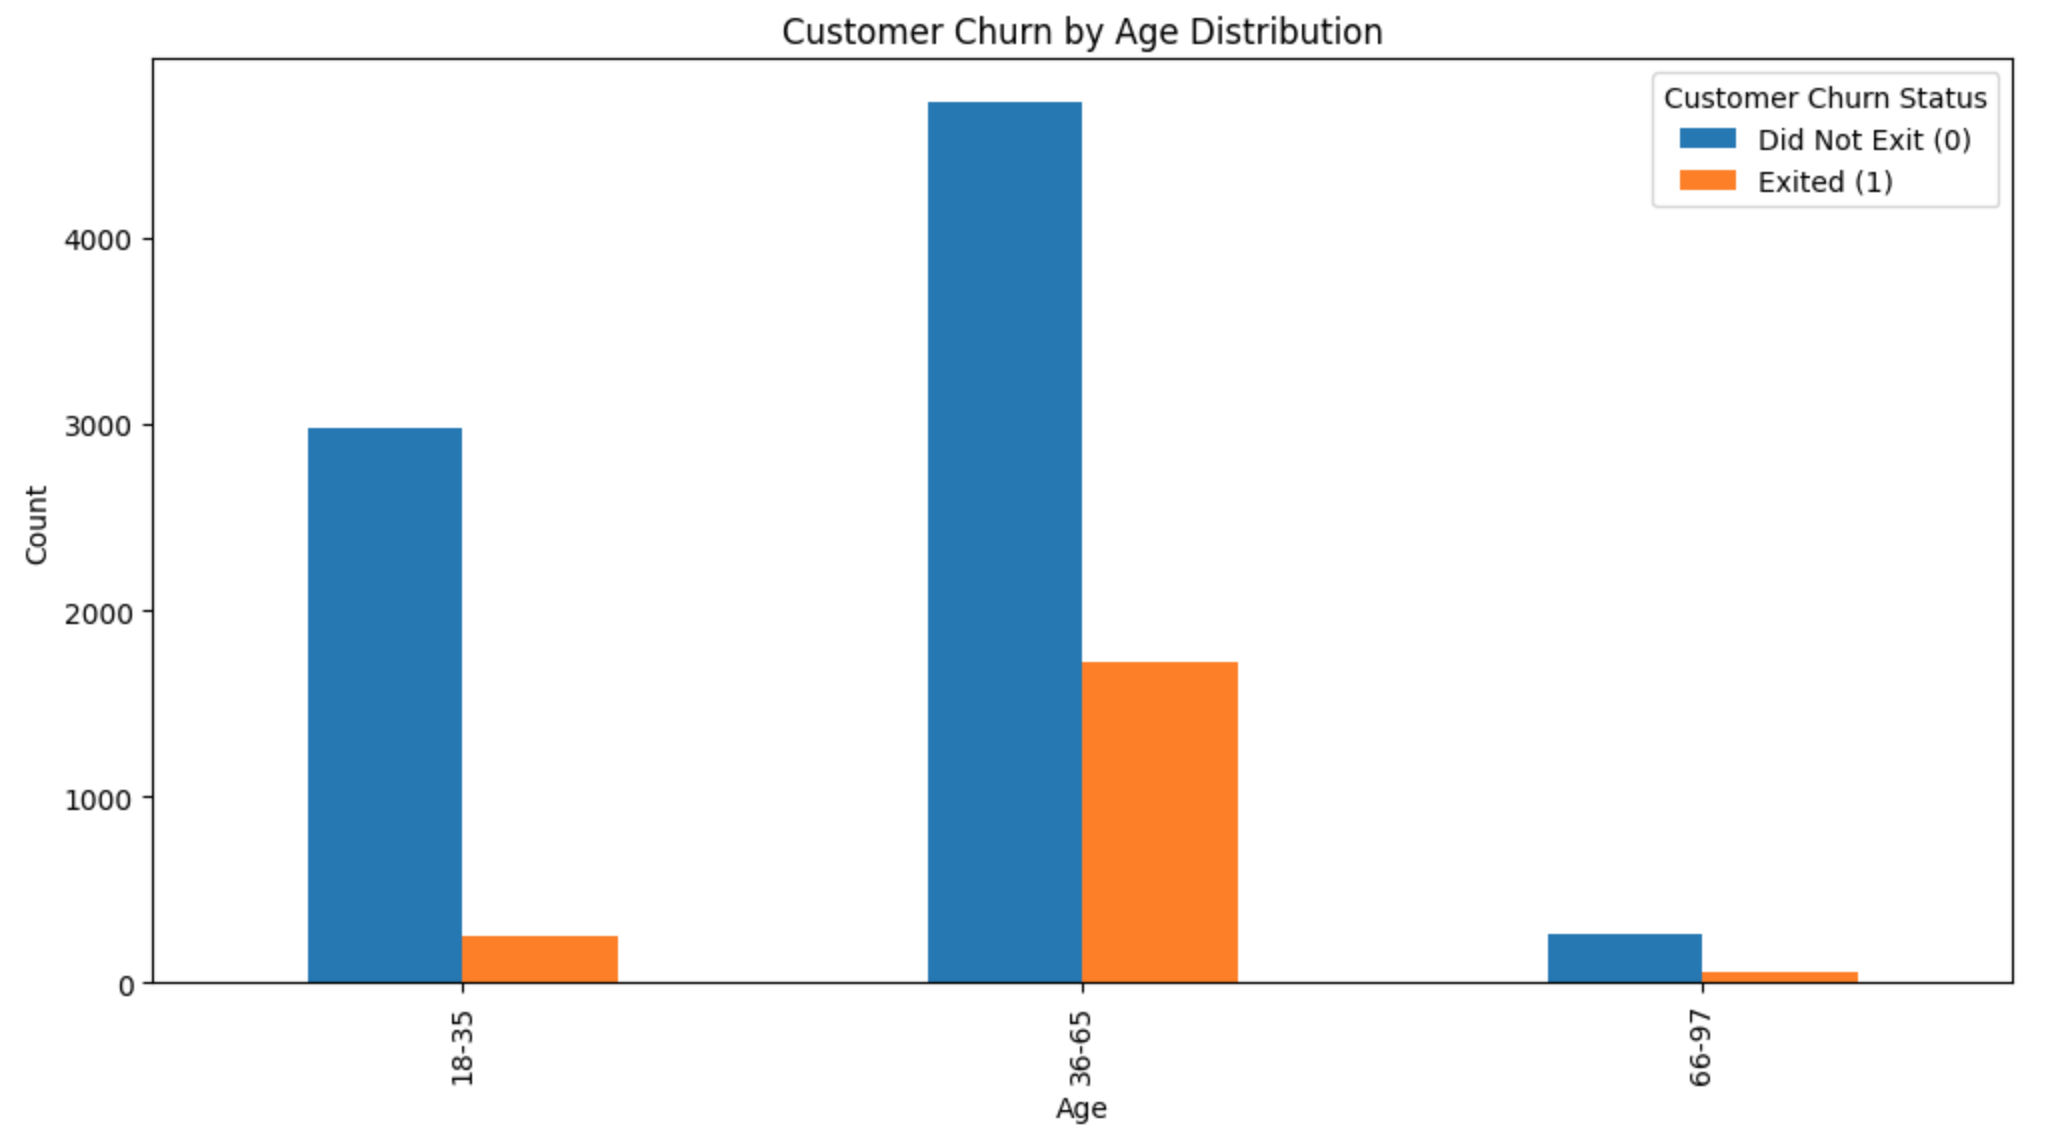 Customer Churn by Age Distribution
Customer Churn Status
Did Not Exit (0)
Exited (1)
Count
4000
3000
2000
1000
0
18-35
36-65
66-97
Age